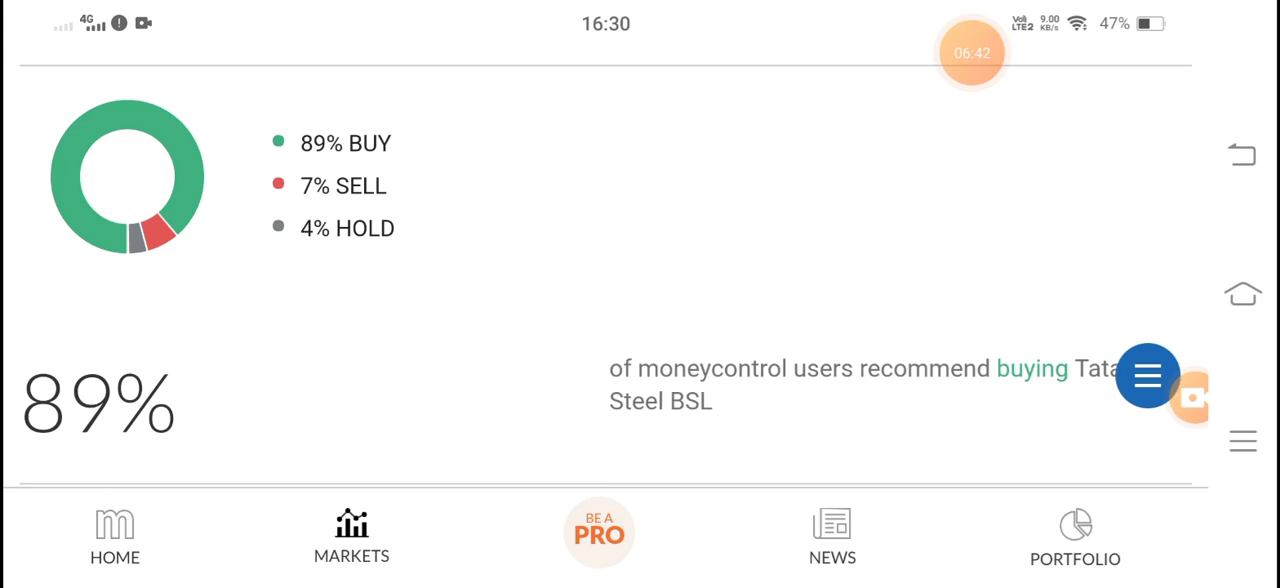 4G
16:30
Vo))
LTE2
9.00
KB/s
47%
06:42
89% BUY
7% SELL
4% HOLD
89%
of moneycontrol users recommend buying Tata
Steel BSL
HOME
MARKETS
BE A
PRO
NEWS
PORTFOLIO